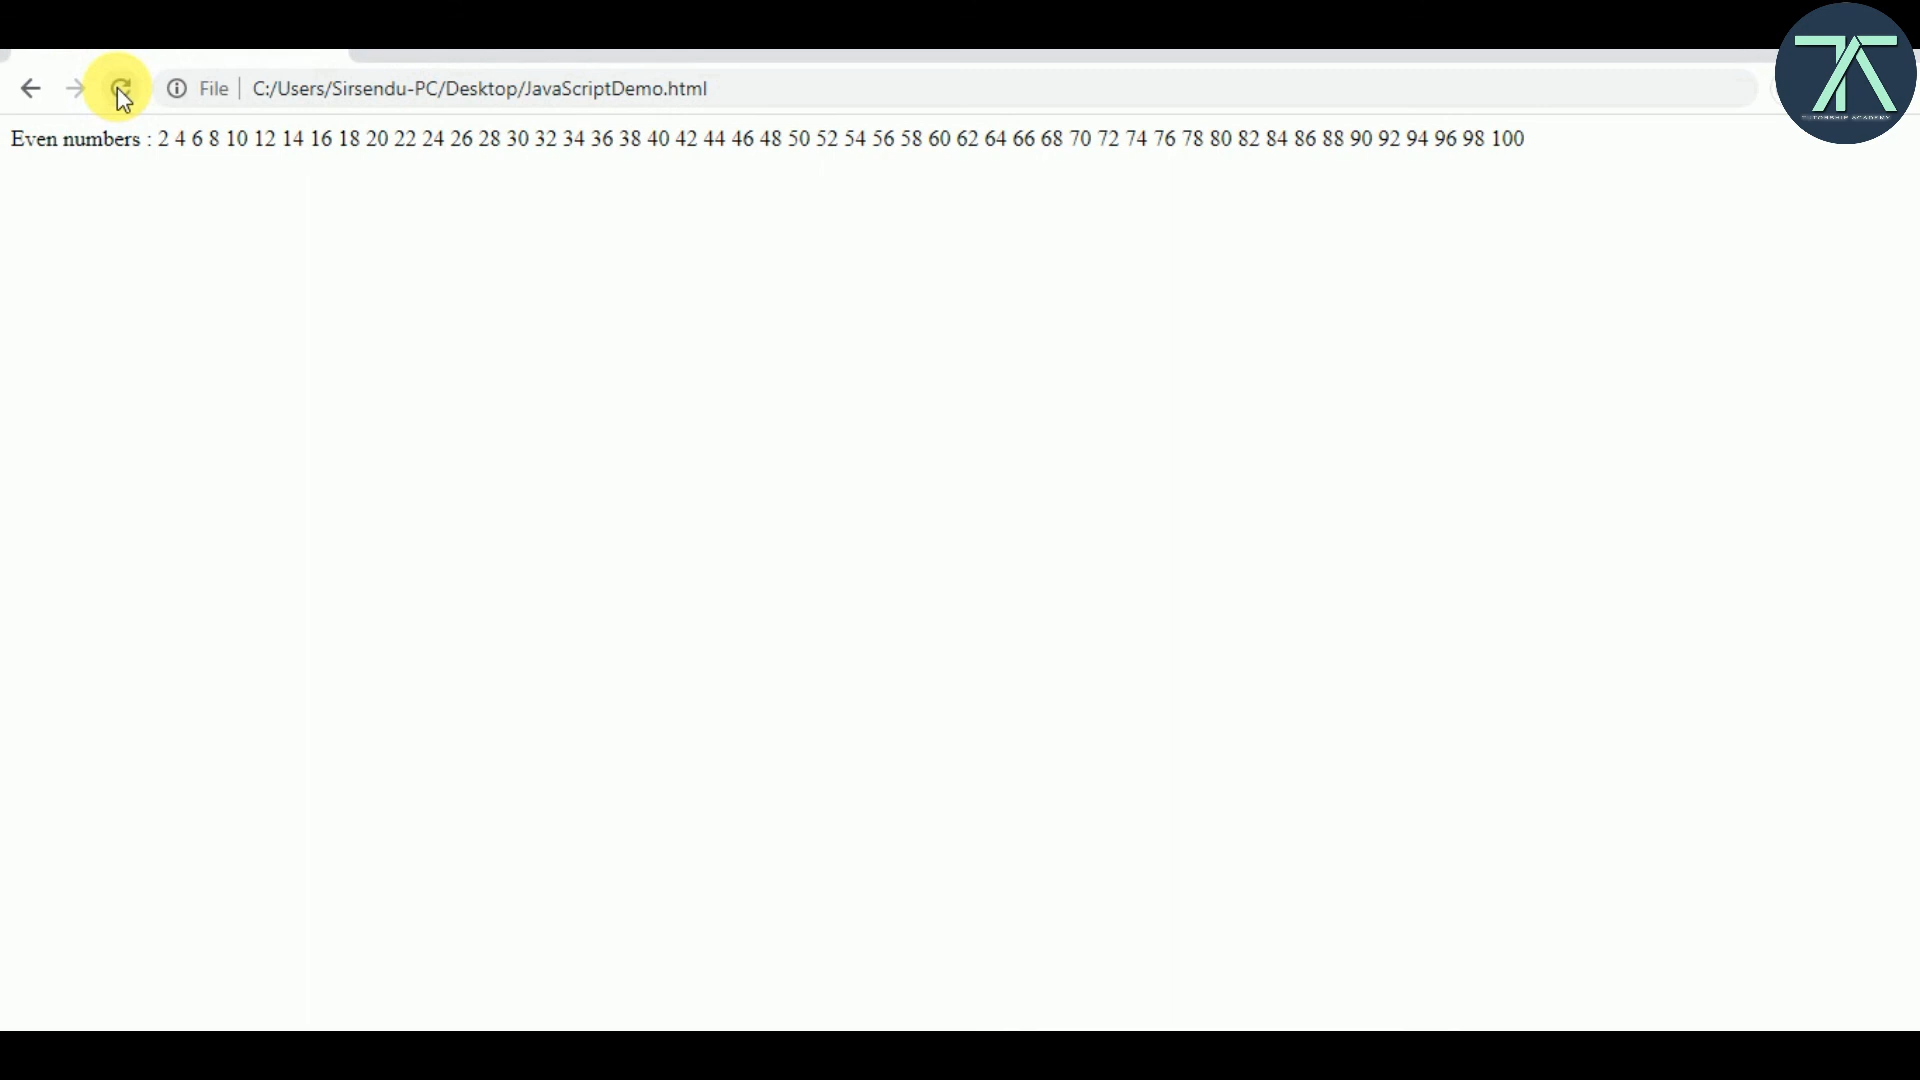 File
C:/Users/Sirsendu-PC/Desktop/JavaScriptDemo.html
Even numbers : 2 4 6 8 10 12 14 16 18 20 22 24 26 28 30 32 34 36 38 40 42 44 46 48 50 52 54 56 58 60 62 64 66 68 70 72 74 76 78 80 82 84 86 88 90 92 94 96 98 100
TUTORSHIP ACADEMY